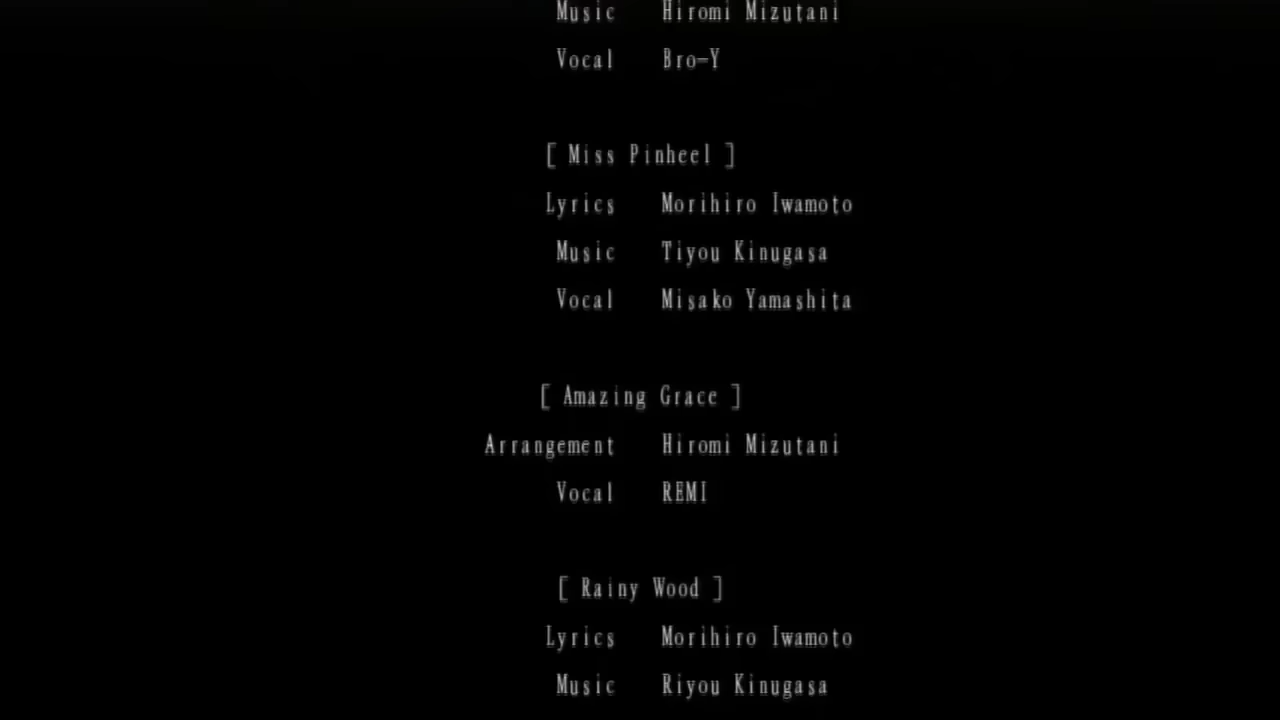 Music Hiromi Mizutani
Vocal Bro-Y
[ Miss Pinheel ]
Lyrics Morihiro Iwamoto
Music Tiyou Kinugasa
Vocal Misako Yamashita
[ Amazing Grace ]
Arrangement Hiromi Mizutani
Vocal REMI
[ Rainy Wood ]
Lyrics Morihiro Iwamoto
Music Riyou Kinugasa